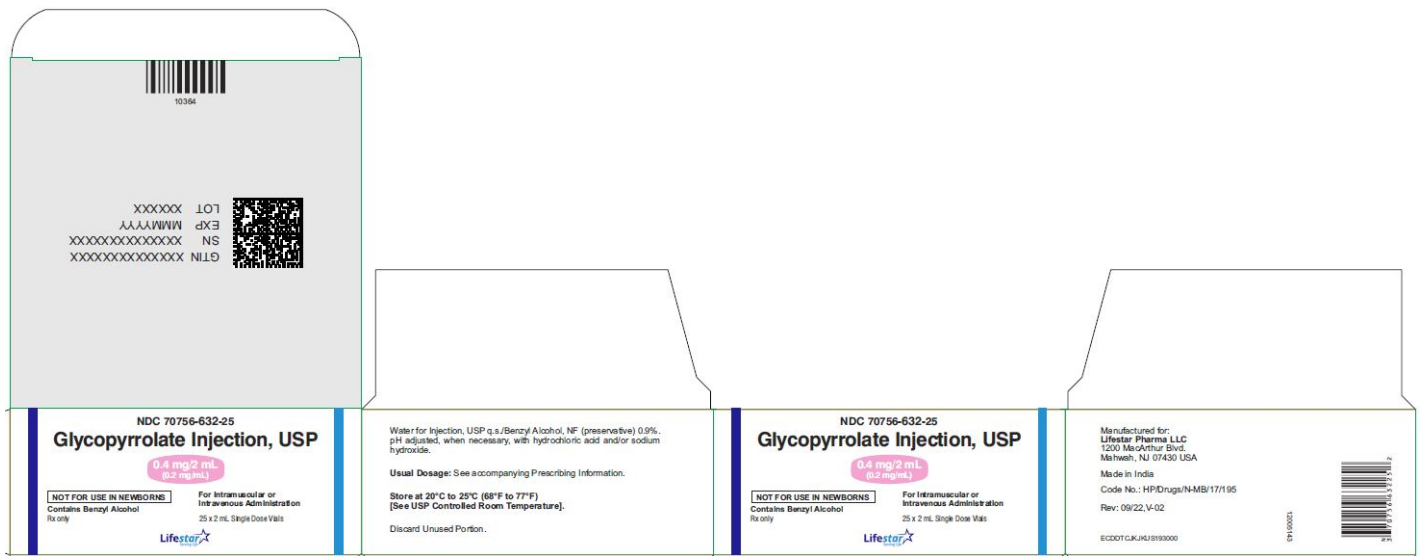 10364
GTIN XXXXXXXXXXXXXX
SN XXXXXXXXXXXXXX
EXP MMMYYYY
LOT XXXXXX
NDC 70756-632-25
Glycopyrrolate Injection, USP
0.4 mg/2 mL
(0.2 mg/mL)
NOT FOR USE IN NEWBORNS
Contains Benzyl Alcohol
Rx only
For Intramuscular or
Intravenous Administration
25 x 2 mL Single Dose Vials
Lifestar
Water for Injection, USP q.s./Benzyl Alcohol, NF (preservative) 0.9%.
pH adjusted, when necessary, with hydrochloric acid and/or sodium
hydroxide.
Usual Dosage: See accompanying Prescribing Information.
Store at 20°C to 25°C (68°F to 77°F)
[See USP Controlled Room Temperature].
Discard Unused Portion.
NDC 70756-632-25
Glycopyrrolate Injection, USP
0.4 mg/2 mL
(0.2 mg/mL)
NOT FOR USE IN NEWBORNS
Contains Benzyl Alcohol
Rx only
For Intramuscular or
Intravenous Administration
25 x 2 mL Single Dose Vials
Lifestar
Manufactured for:
Lifestar Pharma LLC
1200 MacArthur Blvd.
Mahwah, NJ 07430 USA
Made in India
Code No.: HP/Drugs/N-MB/17/195
Rev: 09/22,V-02